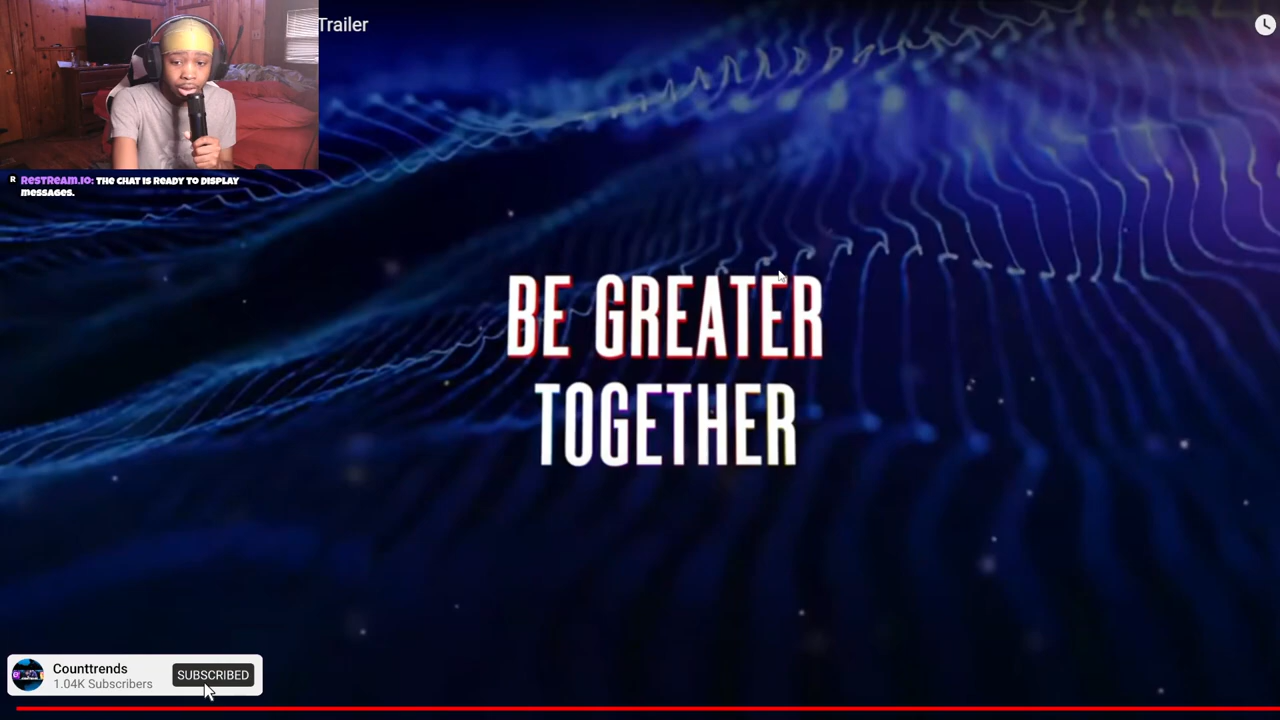 Trailer
R RESTREAM.IO: THE CHAT IS READY TO DISPLAY
MESSAGES.
BE GREATER
TOGETHER
Counttrends
1.04K Subscribers
SUBSCRIBED